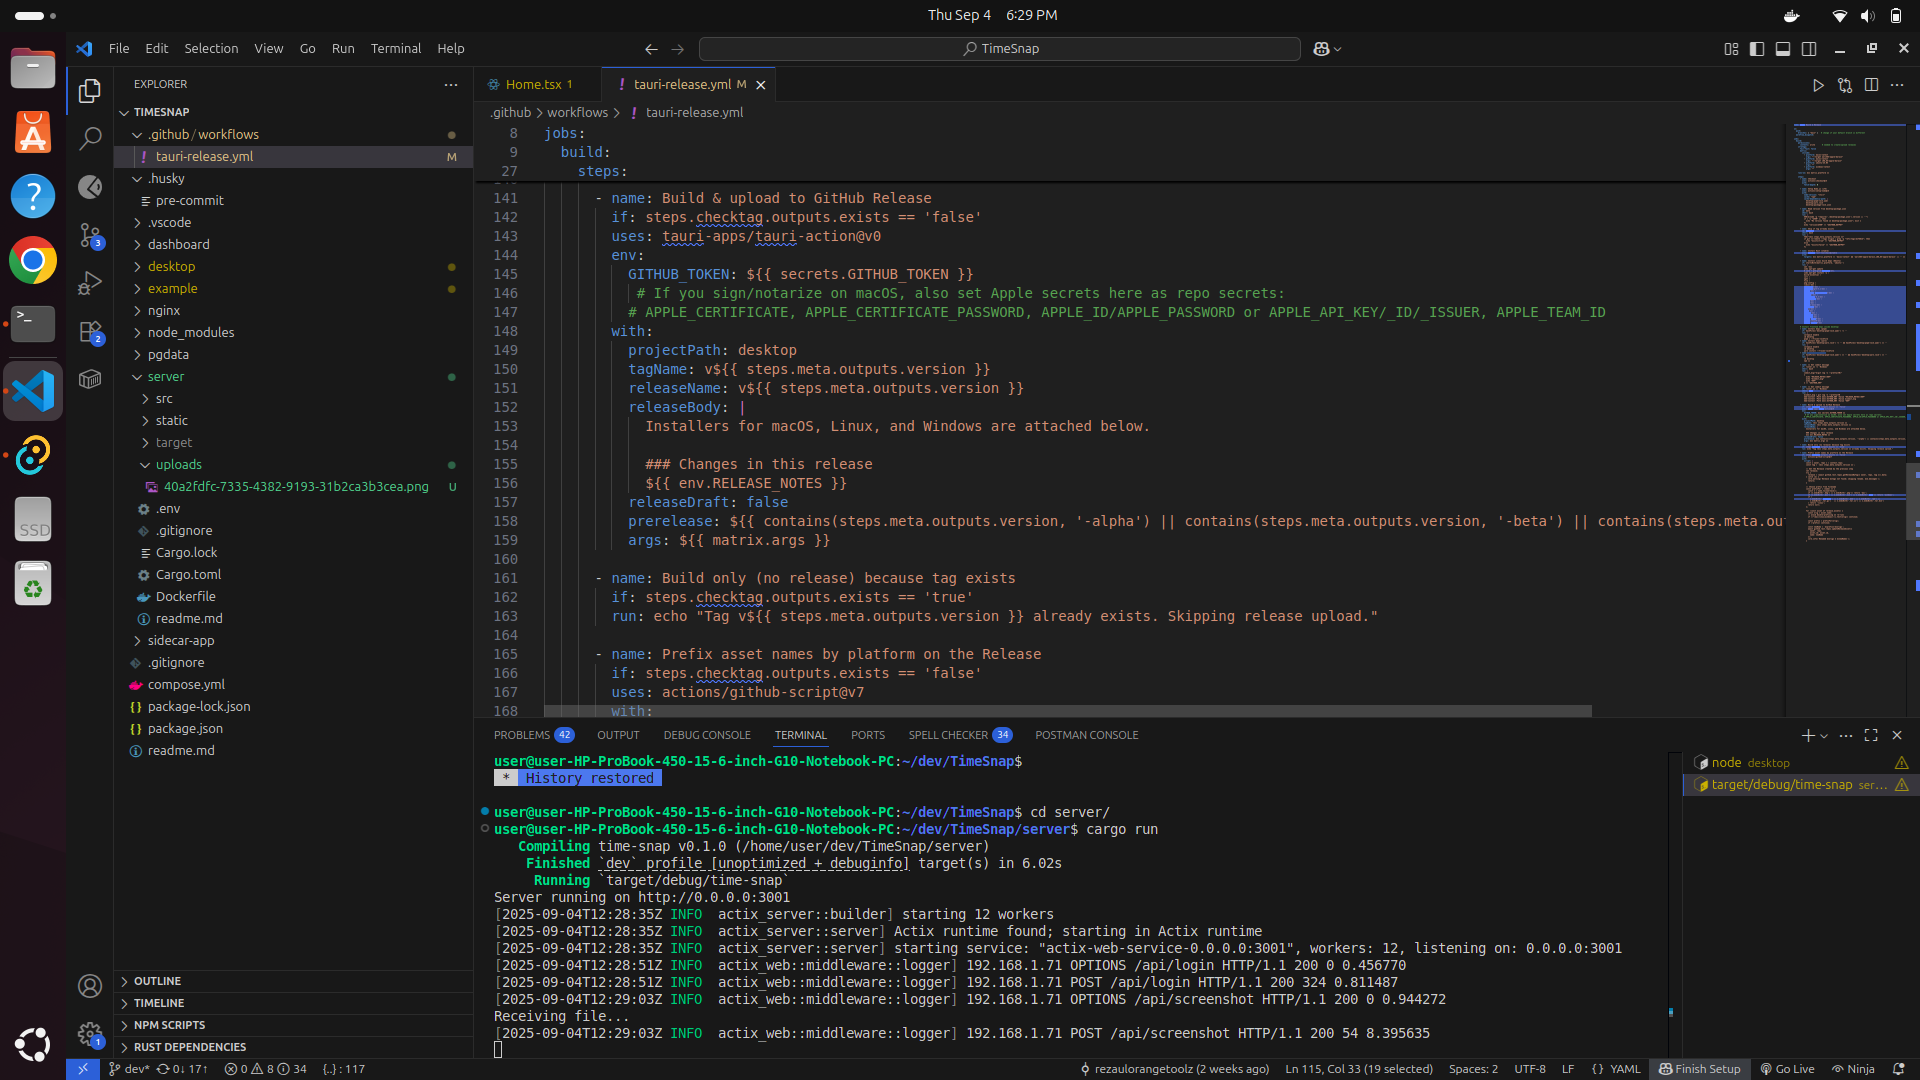 Thu Sep 4 6:29 PM
File Edit Selection View Go Run Terminal Help
TimeSnap
EXPLORER
TIMESNAP
.github/workflows
tauri-release.yml M
.husky
pre-commit
.vscode
dashboard
desktop
example
nginx
node_modules
pgdata
server
src
static
target
uploads
40a2fdfc-7335-4382-9193-31b2ca3b3cea.png U
.env
.gitignore
Cargo.lock
Cargo.toml
Dockerfile
readme.md
sidecar-app
.gitignore
compose.yml
package-lock.json
package.json
readme.md
OUTLINE
TIMELINE
NPM SCRIPTS
RUST DEPENDENCIES
3
2
1
SSD
Home.tsx 1
tauri-release.yml M
.github > workflows > tauri-release.yml
8 jobs:
9 build:
27 steps:
141 - name: Build & upload to GitHub Release
142 if: steps.checktag.outputs.exists == 'false'
143 uses: tauri-apps/tauri-action@v0
144 env:
145 GITHUB_TOKEN: ${{ secrets.GITHUB_TOKEN }}
146 # If you sign/notarize on macOS, also set Apple secrets here as repo secrets:
147 # APPLE_CERTIFICATE, APPLE_CERTIFICATE_PASSWORD, APPLE_ID/APPLE_PASSWORD or APPLE_API_KEY/_ID/_ISSUER, APPLE_TEAM_ID
148 with:
149 projectPath: desktop
150 tagName: v${{ steps.meta.outputs.version }}
151 releaseName: v${{ steps.meta.outputs.version }}
152 releaseBody: |
153 Installers for macOS, Linux, and Windows are attached below.
154
155 ### Changes in this release
156 ${{ env.RELEASE_NOTES }}
157 releaseDraft: false
158 prerelease: ${{ contains(steps.meta.outputs.version, '-alpha') || contains(steps.meta.outputs.version, '-beta') || contains(steps.meta.ou
159 args: ${{ matrix.args }}
160
161 - name: Build only (no release) because tag exists
162 if: steps.checktag.outputs.exists == 'true'
163 run: echo "Tag v${{ steps.meta.outputs.version }} already exists. Skipping release upload."
164
165 - name: Prefix asset names by platform on the Release
166 if: steps.checktag.outputs.exists == 'false'
167 uses: actions/github-script@v7
168 with:
PROBLEMS 42 OUTPUT DEBUG CONSOLE TERMINAL PORTS SPELL CHECKER 34 POSTMAN CONSOLE
user@user-HP-ProBook-450-15-6-inch-G10-Notebook-PC:~/dev/TimeSnap$
* History restored
user@user-HP-ProBook-450-15-6-inch-G10-Notebook-PC:~/dev/TimeSnap$ cd server/
user@user-HP-ProBook-450-15-6-inch-G10-Notebook-PC:~/dev/TimeSnap/server$ cargo run
Compiling time-snap v0.1.0 (/home/user/dev/TimeSnap/server)
Finished `dev` profile [unoptimized + debuginfo] target(s) in 6.02s
Running `target/debug/time-snap`
Server running on http://0.0.0.0:3001
[2025-09-04T12:28:35Z INFO actix_server::builder] starting 12 workers
[2025-09-04T12:28:35Z INFO actix_server::server] Actix runtime found; starting in Actix runtime
[2025-09-04T12:28:35Z INFO actix_server::server] starting service: "actix-web-service-0.0.0.0:3001", workers: 12, listening on: 0.0.0.0:3001
[2025-09-04T12:28:51Z INFO actix_web::middleware::logger] 192.168.1.71 OPTIONS /api/login HTTP/1.1 200 0 0.456770
[2025-09-04T12:28:51Z INFO actix_web::middleware::logger] 192.168.1.71 POST /api/login HTTP/1.1 200 324 0.811487
[2025-09-04T12:29:03Z INFO actix_web::middleware::logger] 192.168.1.71 OPTIONS /api/screenshot HTTP/1.1 200 0 0.944272
Receiving file...
[2025-09-04T12:29:03Z INFO actix_web::middleware::logger] 192.168.1.71 POST /api/screenshot HTTP/1.1 200 54 8.395635
node desktop
target/debug/time-snap ser...
dev* 0↓ 17↑ 0 8 34 {..} : 117
rezaulorangetoolz (2 weeks ago) Ln 115, Col 33 (19 selected) Spaces: 2 UTF-8 LF {} YAML Finish Setup Go Live Ninja